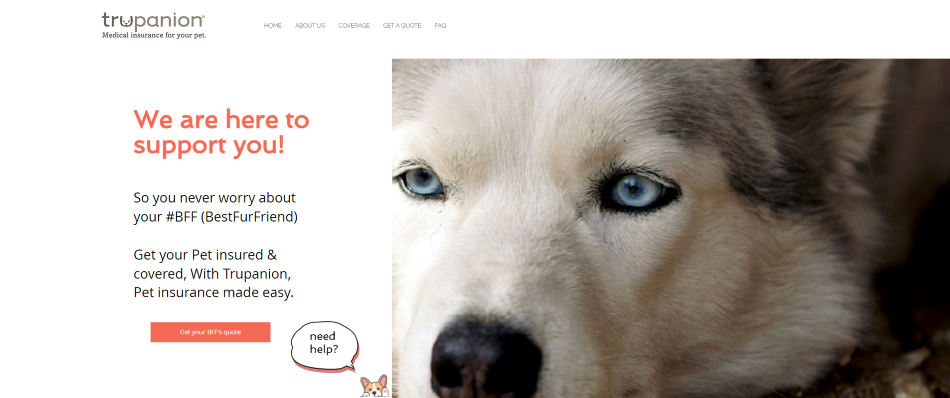 trupanion®
Medical insurance for your pet.
HOME ABOUT US COVERAGE GET A QUOTE FAQ
We are here to
support you!
So you never worry about
your #BFF (BestFurFriend)
Get your Pet insured &
covered, With Trupanion,
Pet insurance made easy.
Get your BFF's quote
need
help?